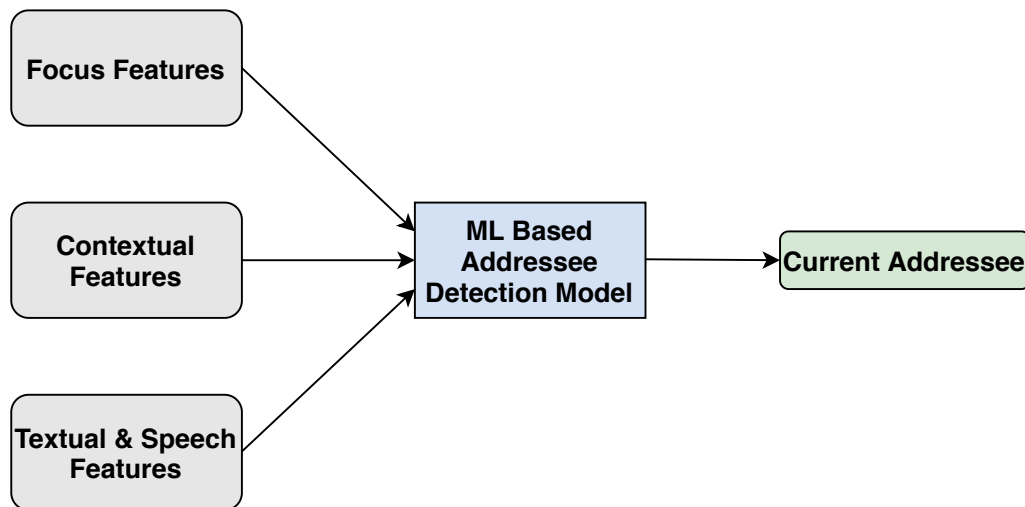 Focus Features
Contextual
Features
Textual & Speech
Features
ML Based
Addressee
Detection Model
Current Addressee